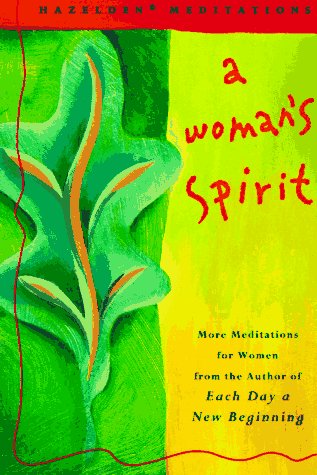 HAZELDEN® MEDITATIONS
a
woman's
Spirit
More Meditations
for Women
from the Author of
Each Day a
New Beginning